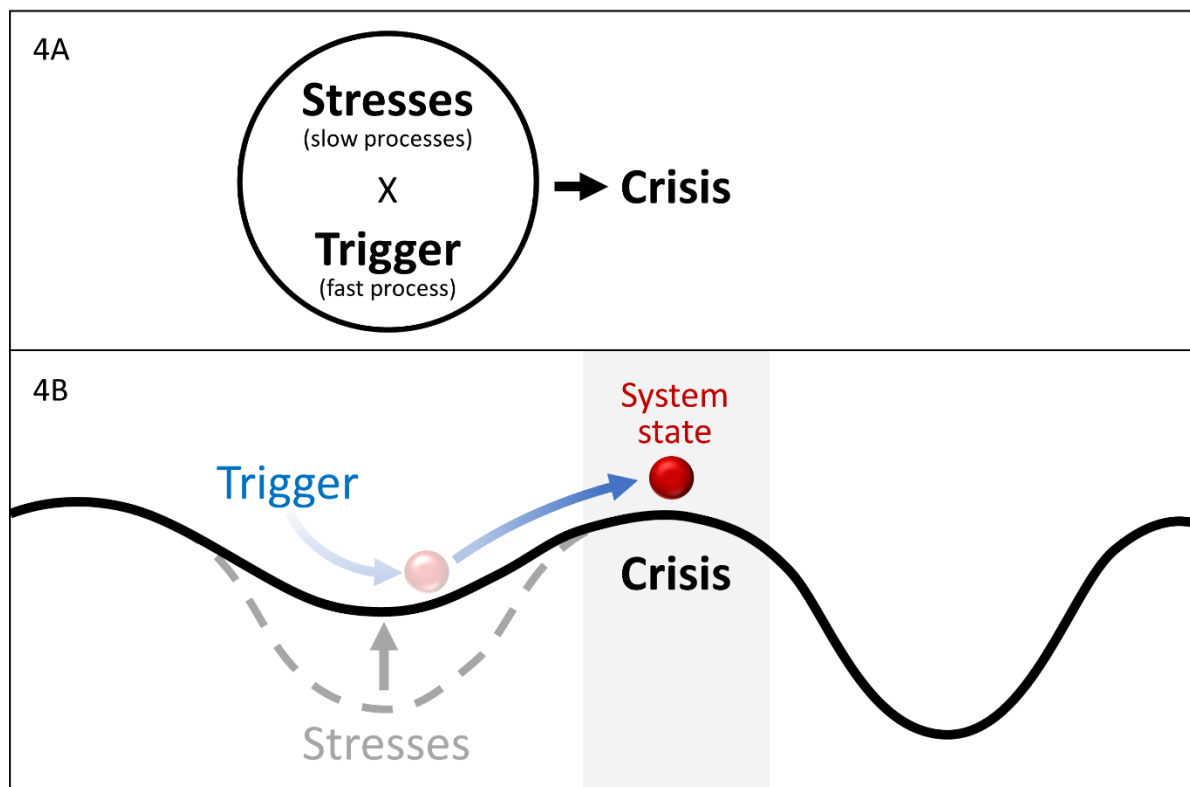 4A
Stresses
(slow processes)
X
Trigger
(fast process)
Crisis
4B
System
state
Trigger
Crisis
Stresses